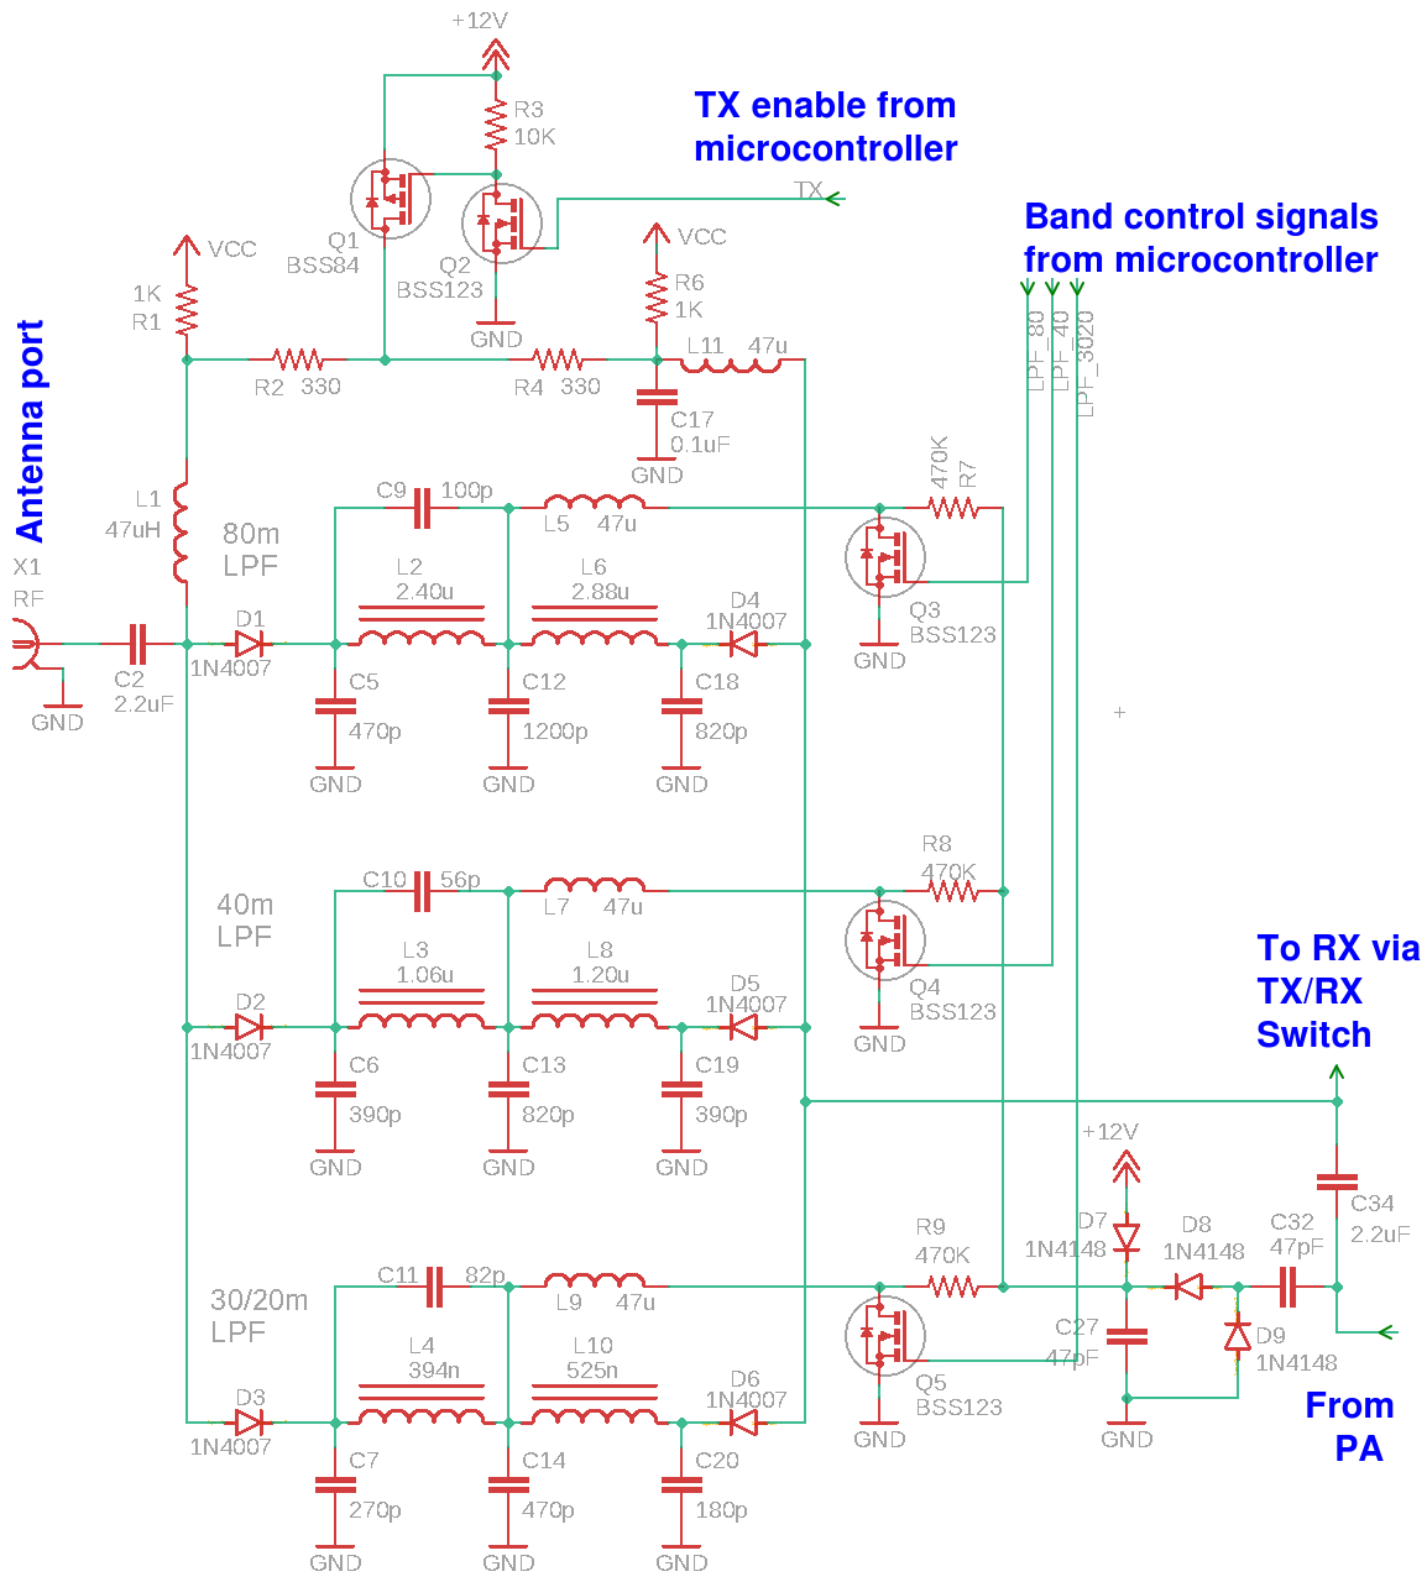 +12V
R3
10K
TX enable from
microcontroller
TX
Band control signals
from microcontroller
Q1
BSS84
Q2
BSS123
GND
VCC
1K
R1
VCC
R6
1K
LPF_80
LPF_40
LPF_3020
R2 330
R4 330
L11 47u
C17
0.1uF
GND
Antenna port
L1
47uH
80m
LPF
C9 100p
L5 47u
470K
R7
L2
2.40u
L6
2.88u
X1
RF
D1
1N4007
D4
1N4007
Q3
BSS123
GND
C2
2.2uF
GND
C5
470p
GND
C12
1200p
GND
C18
820p
GND
+
R8
470K
C10 56p
L7 47u
40m
LPF
L3
1.06u
L8
1.20u
D2
1N4007
D5
1N4007
Q4
BSS123
GND
To RX via
TX/RX
Switch
C6
390p
GND
C13
820p
GND
C19
390p
GND
+12V
C34
2.2uF
D7
1N4148
D8
1N4148
C32
47pF
R9
470K
C11 82p
L9 47u
30/20m
LPF
L4
394n
L10
525n
C27
47pF
D9
1N4148
D3
1N4007
D6
1N4007
Q5
BSS123
GND
GND
From
PA
C7
270p
GND
C14
470p
GND
C20
180p
GND